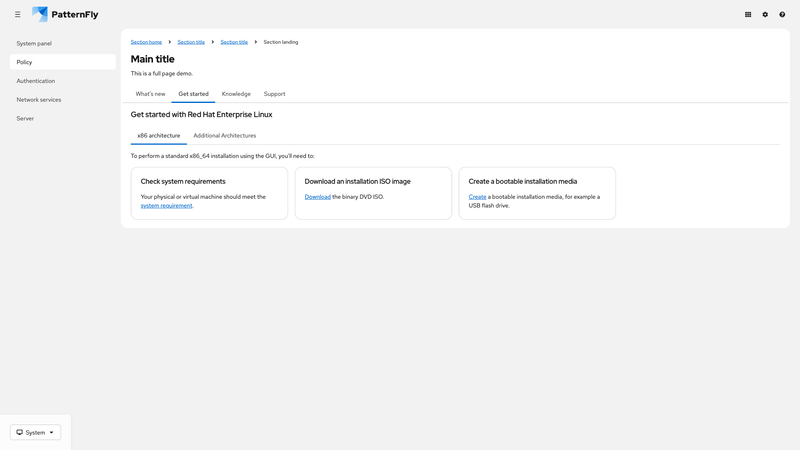 PatternFly
System panel
Policy
Authentication
Network services
Server
Section home Section title Section title Section landing
Main title
This is a full page demo.
What's new Get started Knowledge Support
Get started with Red Hat Enterprise Linux
x86 architecture Additional Architectures
To perform a standard x86_64 installation using the GUI, you'll need to:
Check system requirements
Your physical or virtual machine should meet the
system requirement.
Download an installation ISO image
Download the binary DVD ISO.
Create a bootable installation media
Create a bootable installation media, for example a
USB flash drive.
System